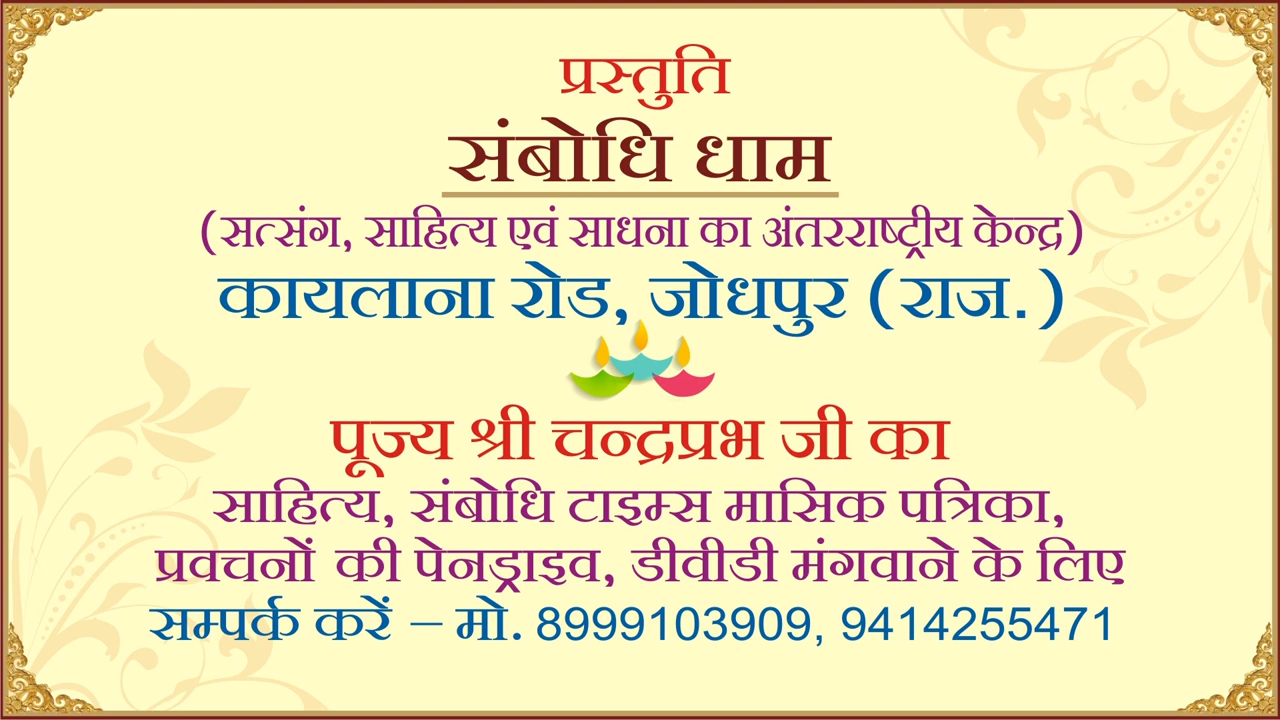 प्रस्तुति
संबोधि धाम
(सत्संग, साहित्य एवं साधना का अंतरराष्ट्रीय केन्द्र)
कायलाना रोड, जोधपुर (राज.)
पूज्य श्री चन्द्रप्रभ जी का
साहित्य, संबोधि टाइम्स मासिक पत्रिका,
प्रवचनों की पेनड्राइव, डीवीडी मंगवाने के लिए
सम्पर्क करें – मो. 8999103909, 9414255471